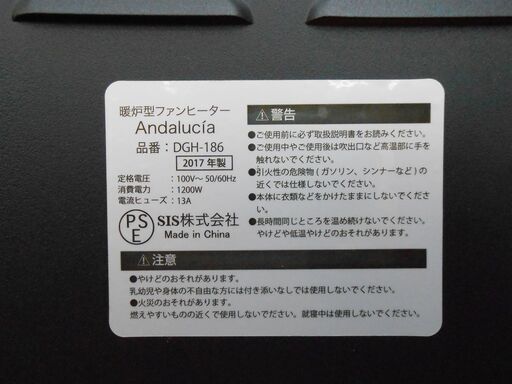 暖炉型ファンヒーター
Andalucía
品番：DGH-186
2017 年製
定格電圧： 100V～ 50/60Hz
消費電力： 1200W
電流ヒューズ： 13A
PSE
SIS株式会社
Made in China
警告
●ご使用前に必ず取扱説明書をお読みください。
●ご使用中やご使用後は吹出口など高温部に手を
触れないでください。
●引火性の危険物 ( ガソリン、シンナーなど ) の
近くでは仕様しないでください。
●本体に衣類などをかけたままにしないでください。
●長時間同じところを温め続けないでください。
やけどや低温やけどのおそれがあります。
注意
●やけどのおそれがあります。
乳幼児や身体の不自由な方には付き添いなしでは使用しないでください。
●火災のおそれがあります。
燃えやすいものの近くで使用しないでださい。就寝中は使用しないでください。